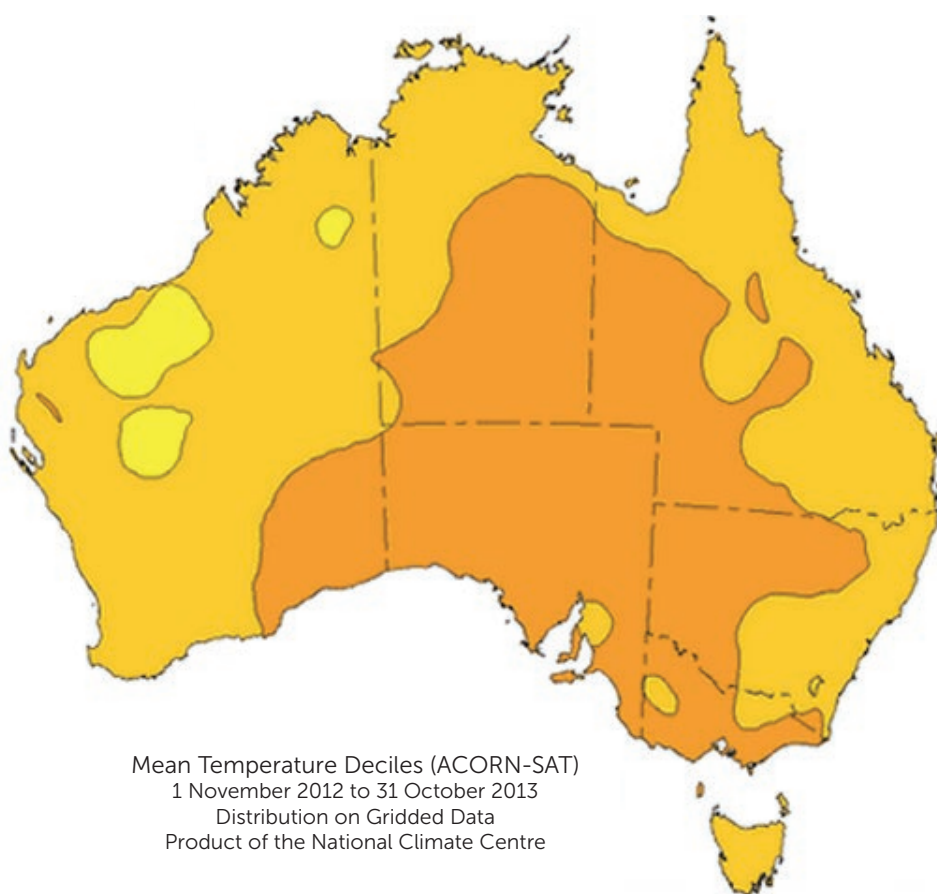 Mean Temperature Deciles (ACORN-SAT)
1 November 2012 to 31 October 2013
Distribution on Gridded Data
Product of the National Climate Centre